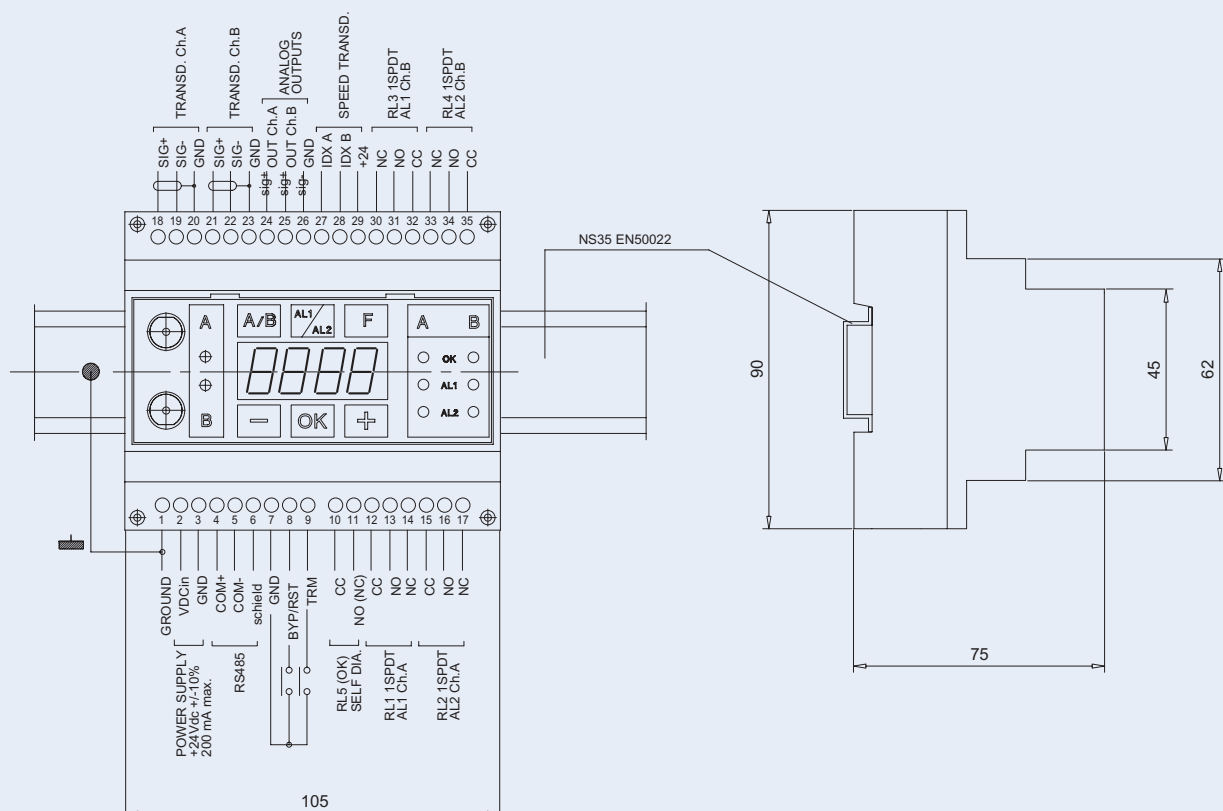 TRANSD. Ch.A
TRANSD. Ch.B
ANALOG
OUTPUTS
SPEED TRANSD.
RL3 1SPDT
AL1 Ch.B
RL4 1SPDT
AL2 Ch.B
SIG+
SIG-
GND
SIG+
SIG-
GND
sig+ OUT Ch.A
sig+ OUT Ch.B
sig- GND
IDX A
IDX B
+24
NC
NO
CC
NC
NO
CC
18 19 20 21 22 23 24 25 26 27 28 29 30 31 32 33 34 35
NS35 EN50022
A
A/B
AL1/AL2
F
A B
OK
AL1
AL2
B
8888
-
OK
+
90
45
62
75
1 2 3 4 5 6 7 8 9 10 11 12 13 14 15 16 17
GROUND
VDCin
GND
COM+
COM-
schield
GND
BYP/RST
TRM
CC
NO (NC)
CC
NO
NC
CC
NO
NC
POWER SUPPLY
+24Vdc +/-10%
200 mA max.
RS485
RL5 (OK)
SELF DIA.
RL1 1SPDT
AL1 Ch.A
RL2 1SPDT
AL2 Ch.A
105